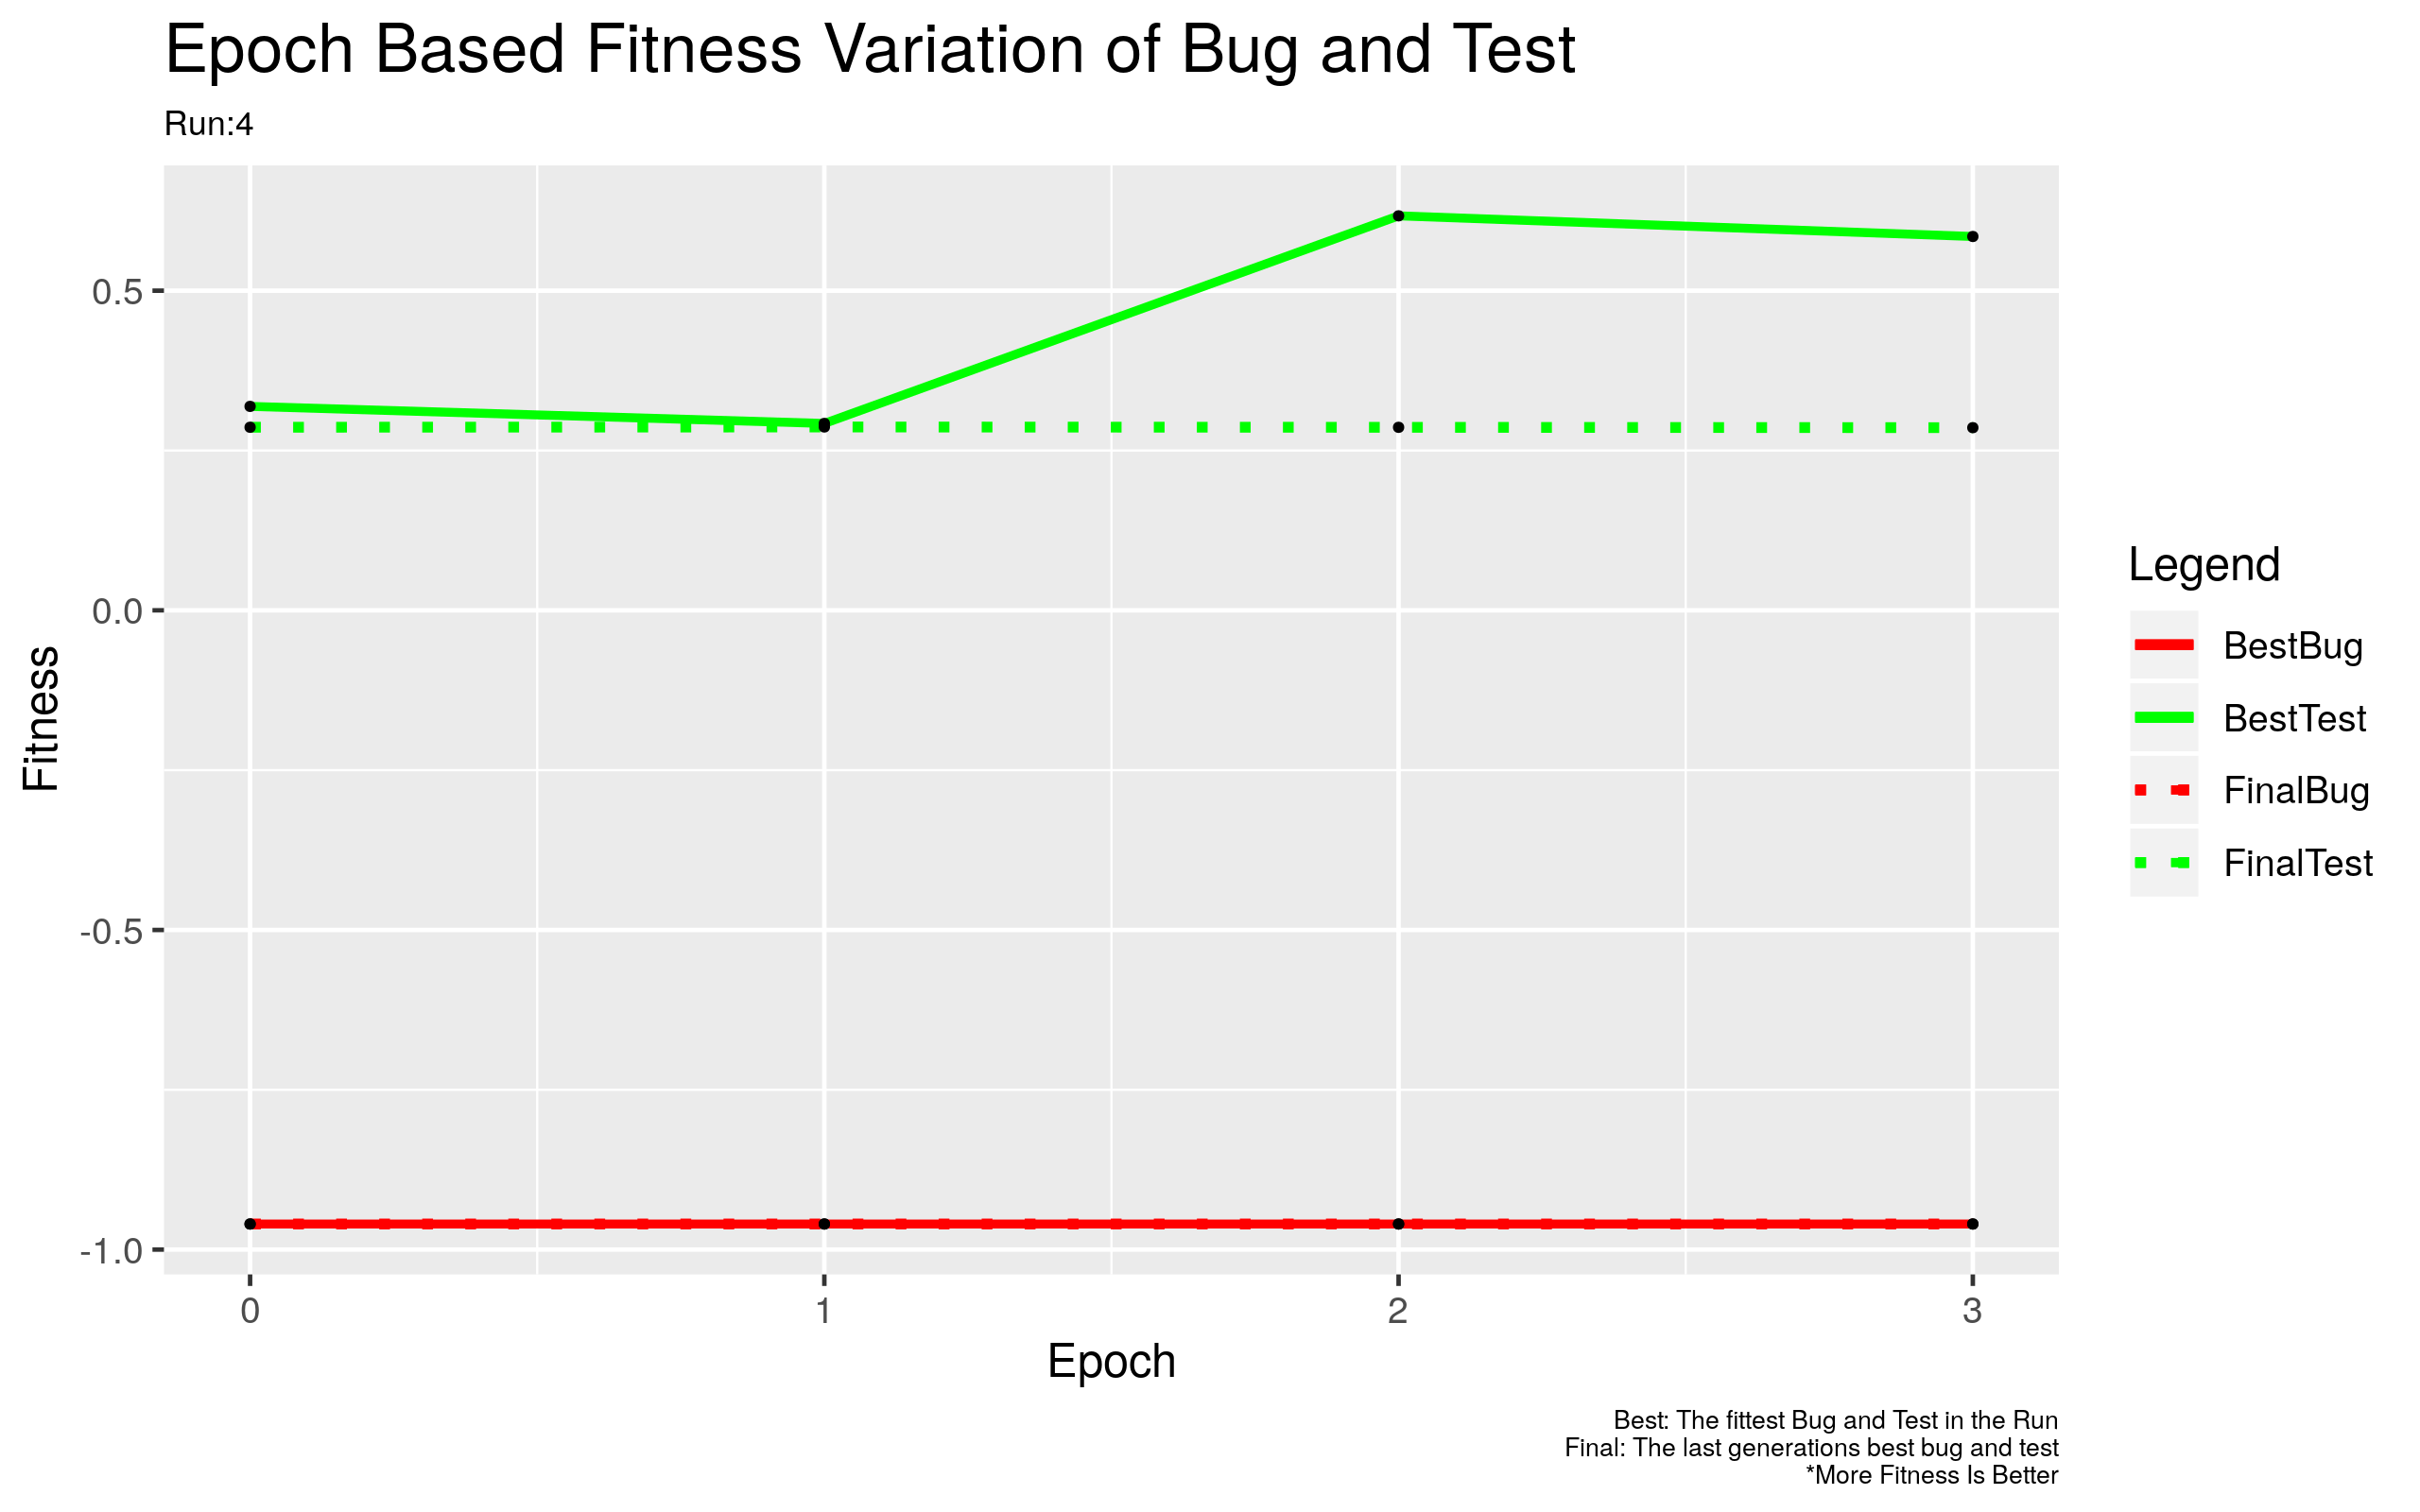 Epoch Based Fitness Variation of Bug and Test
Run:4
0.5
0.0
-0.5
-1.0
Fitness
0 1 2 3
Epoch
Legend
BestBug
BestTest
FinalBug
FinalTest
Best: The fittest Bug and Test in the Run
Final: The last generations best bug and test
*More Fitness Is Better